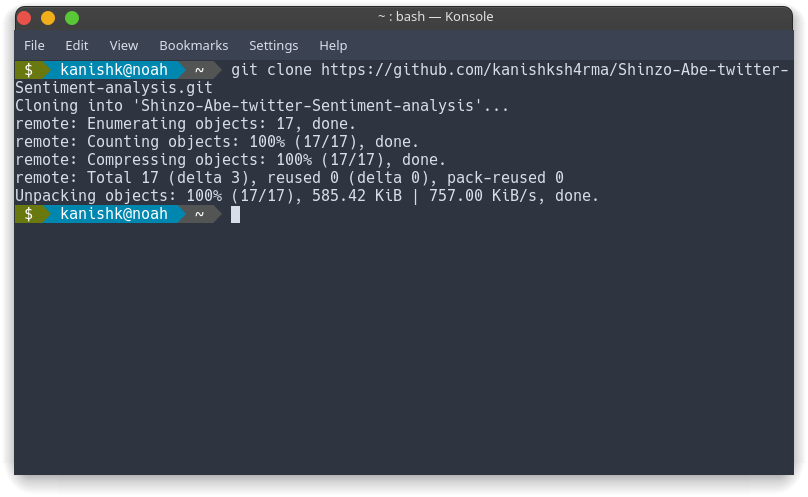 ~ : bash — Konsole
File Edit View Bookmarks Settings Help
$ kanishk@noah ~ git clone https://github.com/kanishksh4rma/Shinzo-Abe-twitter-
Sentiment-analysis.git
Cloning into 'Shinzo-Abe-twitter-Sentiment-analysis'...
remote: Enumerating objects: 17, done.
remote: Counting objects: 100% (17/17), done.
remote: Compressing objects: 100% (17/17), done.
remote: Total 17 (delta 3), reused 0 (delta 0), pack-reused 0
Unpacking objects: 100% (17/17), 585.42 KiB | 757.00 KiB/s, done.
$ kanishk@noah ~